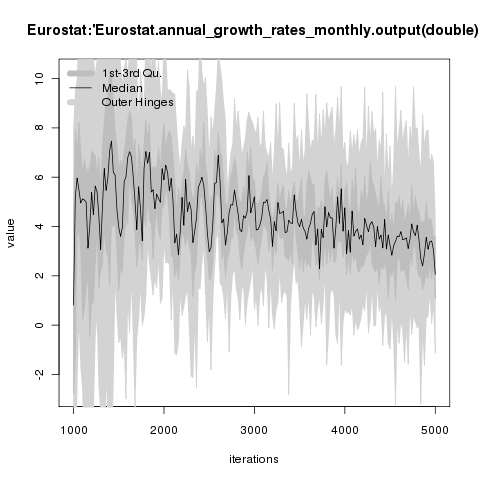 Eurostat:'Eurostat.annual_growth_rates_monthly.output(double)
1st-3rd Qu.
Median
Outer Hinges
10
8
6
4
2
0
-2
value
1000
2000
3000
4000
5000
iterations